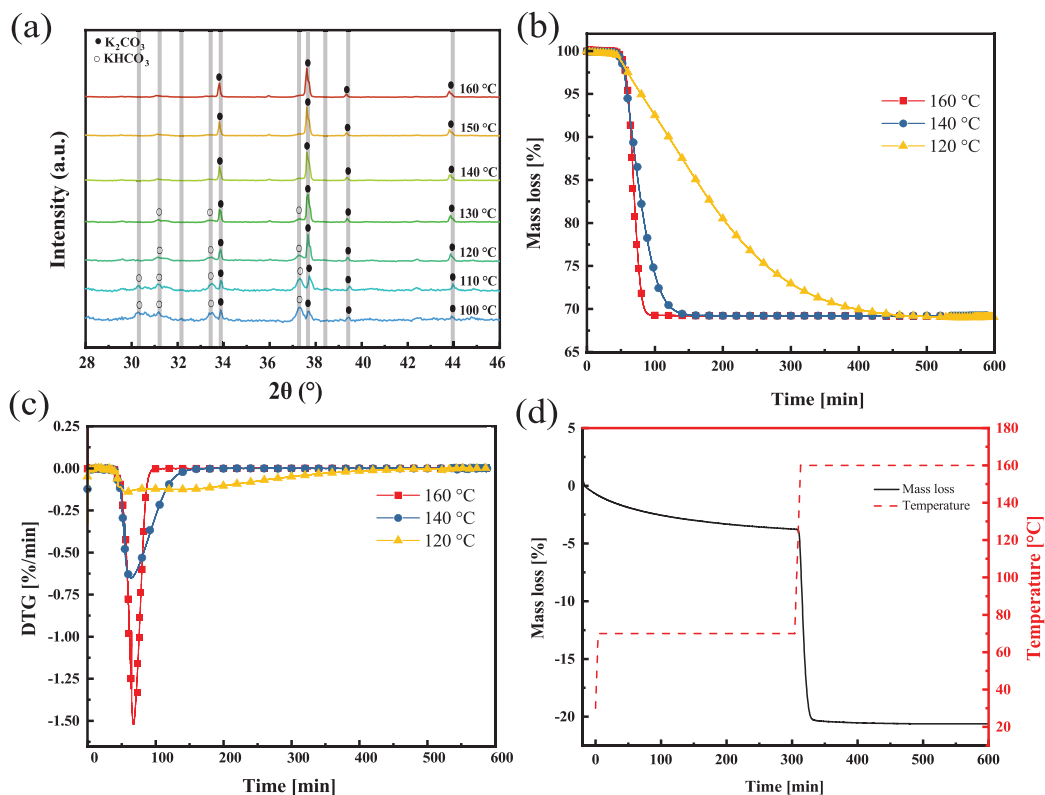 (a)
K₂CO₃
KHCO₃
160 °C
150 °C
140 °C
130 °C
120 °C
110 °C
100 °C
Intensity (a.u.)
28 30 32 34 36 38 40 42 44 46
2θ (°)
(b)
100
95
90
85
80
75
70
65
Mass loss [%]
160 °C
140 °C
120 °C
0 100 200 300 400 500 600
Time [min]
(c)
0.25
0.00
-0.25
-0.50
-0.75
-1.00
-1.25
-1.50
DTG [%/min]
160 °C
140 °C
120 °C
0 100 200 300 400 500 600
Time [min]
(d)
5
0
-5
-10
-15
-20
Mass loss [%]
Mass loss
Temperature
180
160
140
120
100
80
60
40
20
Temperature [°C]
0 100 200 300 400 500 600
Time [min]